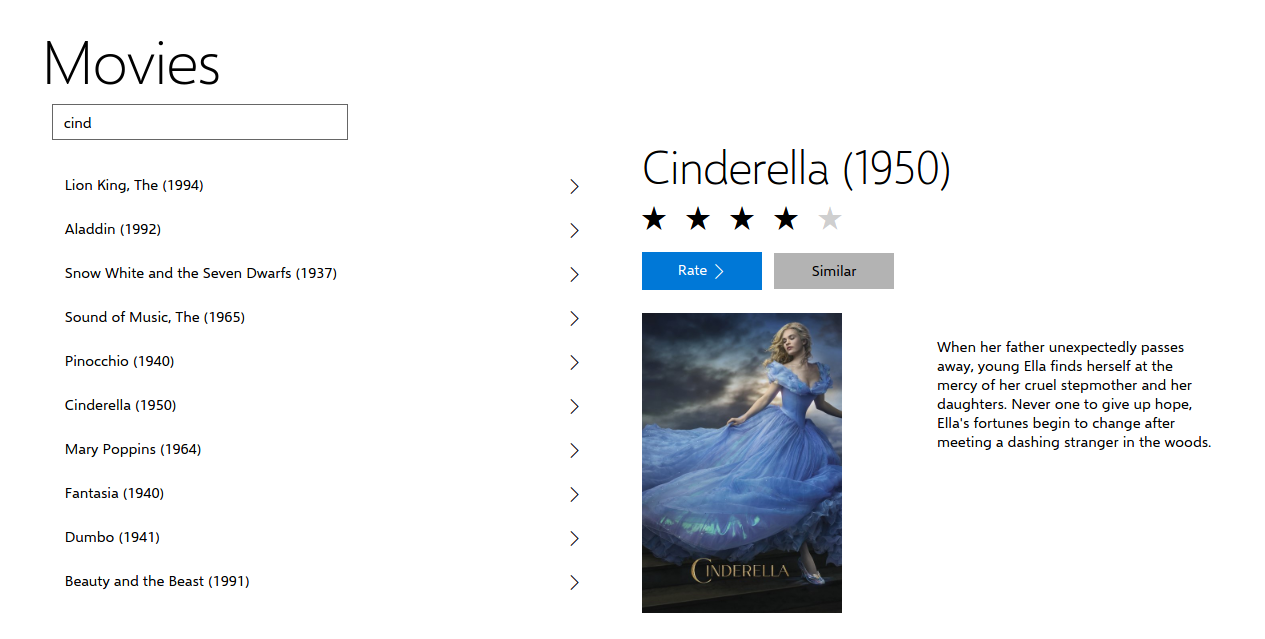 Movies
cind
Lion King, The (1994)
Aladdin (1992)
Snow White and the Seven Dwarfs (1937)
Sound of Music, The (1965)
Pinocchio (1940)
Cinderella (1950)
Mary Poppins (1964)
Fantasia (1940)
Dumbo (1941)
Beauty and the Beast (1991)
Cinderella (1950)
Rate
Similar
CINDERELLA
When her father unexpectedly passes
away, young Ella finds herself at the
mercy of her cruel stepmother and her
daughters. Never one to give up hope,
Ella's fortunes begin to change after
meeting a dashing stranger in the woods.